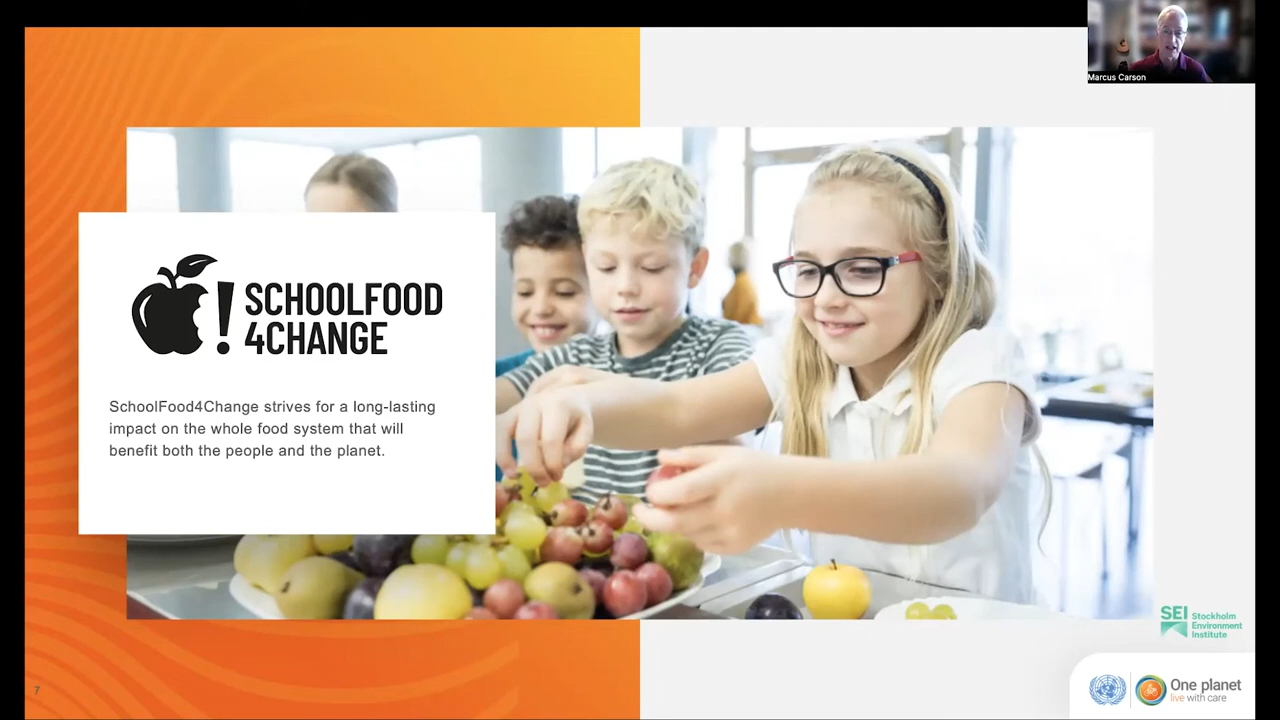 Marcus Carson
SCHOOLFOOD
4CHANGE
SchoolFood4Change strives for a long-lasting
impact on the whole food system that will
benefit both the people and the planet.
SEI Stockholm
Environment
Institute
One planet
live with care
7